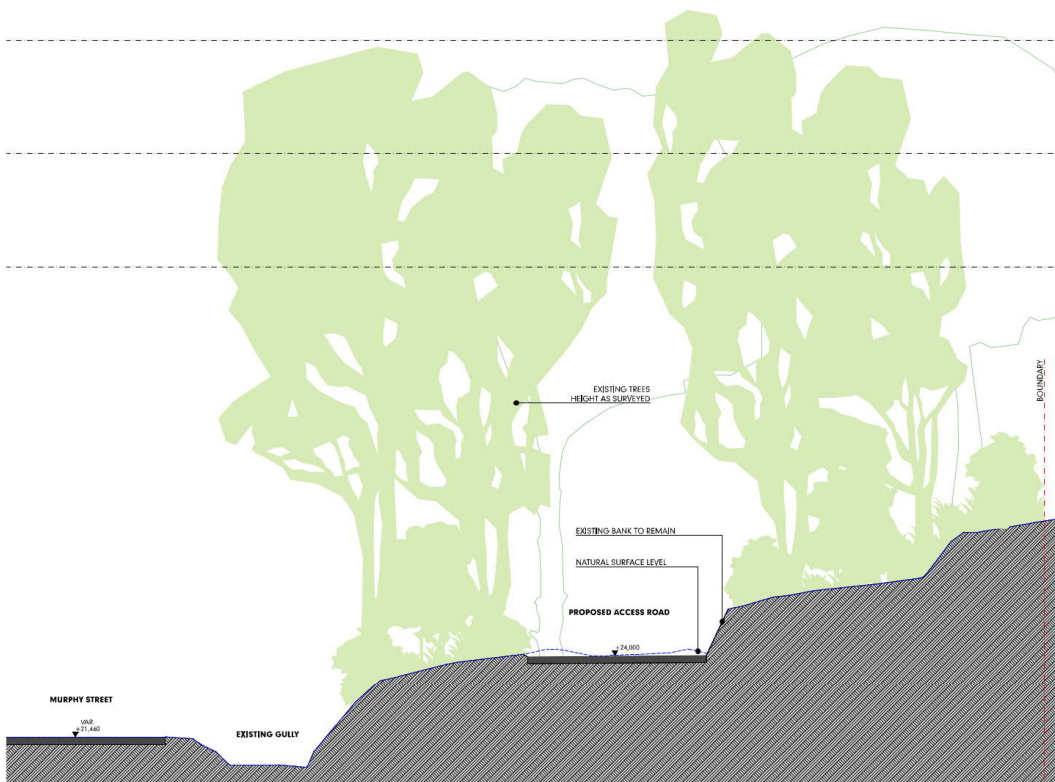 EXISTING TREES
HEIGHT AS SURVEYED
BOUNDARY
EXISTING BANK TO REMAIN
NATURAL SURFACE LEVEL
PROPOSED ACCESS ROAD
+24,000
MURPHY STREET
VAR.
+21,460
EXISTING GULLY